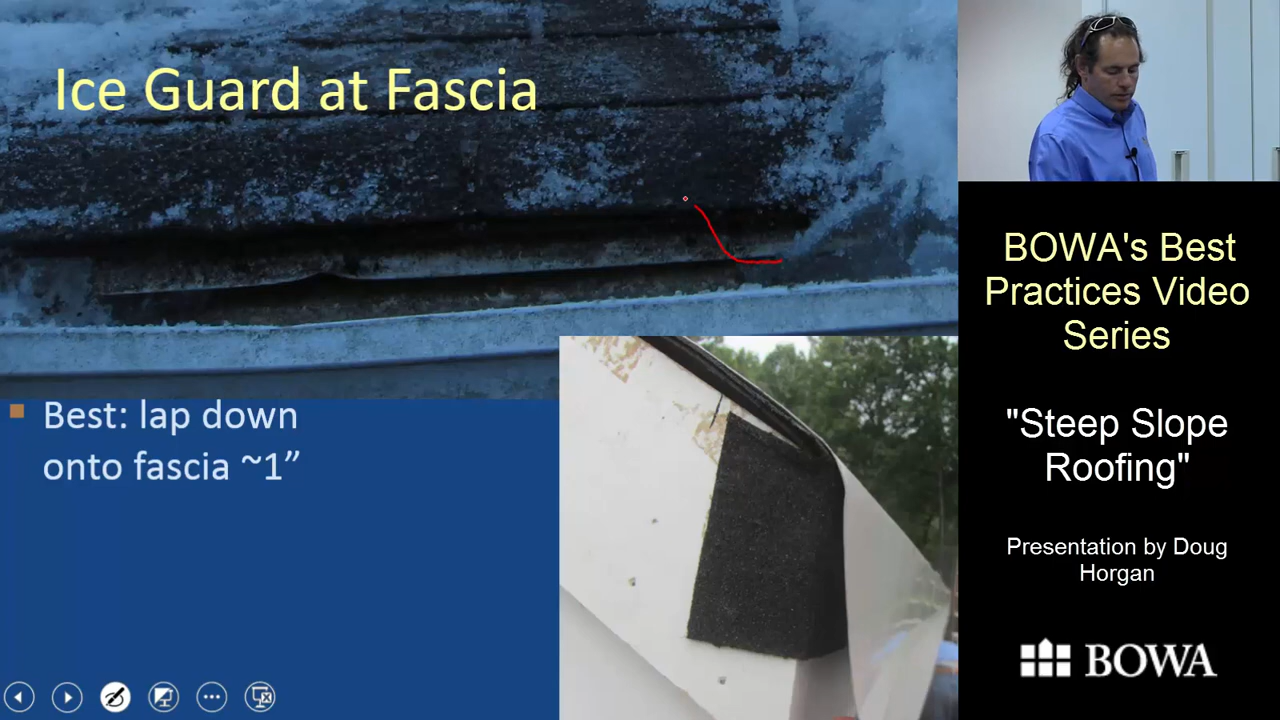 Ice Guard at Fascia
Best: lap down
onto fascia ~1”
BOWA's Best
Practices Video
Series
"Steep Slope
Roofing"
Presentation by Doug
Horgan
BOWA